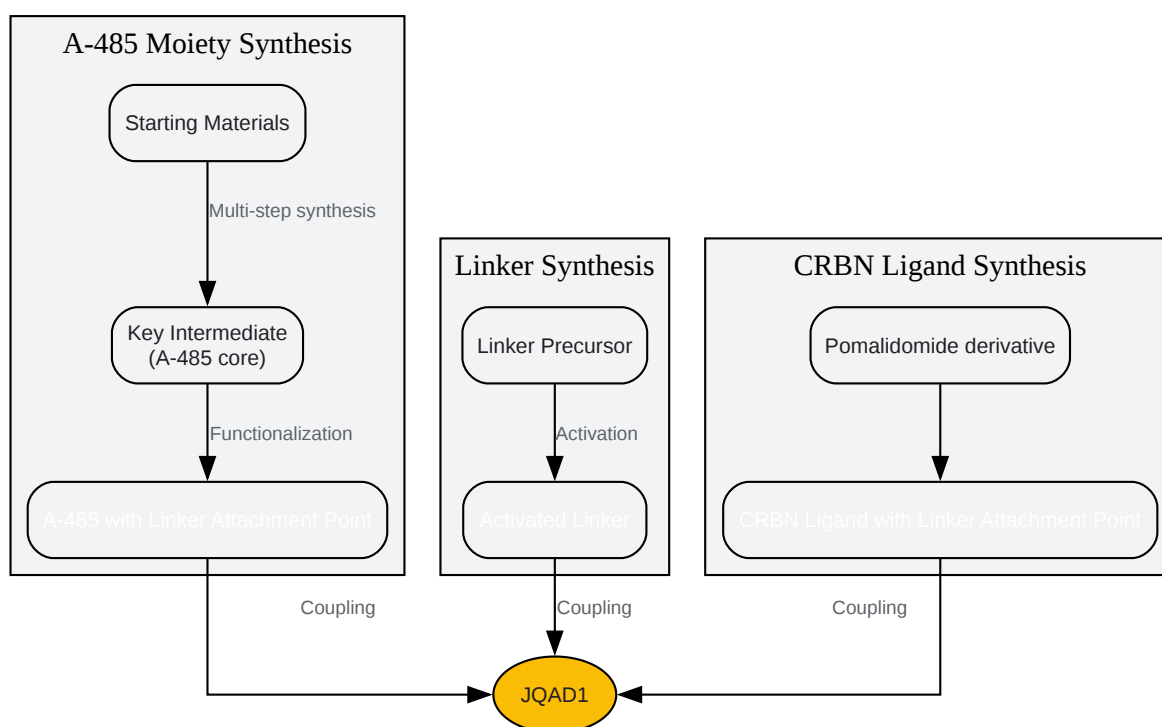 A-485 Moiety Synthesis
Starting Materials
Multi-step synthesis
Key Intermediate
(A-485 core)
Functionalization
A-485 with Linker Attachment Point
Coupling
Linker Synthesis
Linker Precursor
Activation
Activated Linker
Coupling
CRBN Ligand Synthesis
Pomalidomide derivative
CRBN Ligand with Linker Attachment Point
Coupling
JQAD1